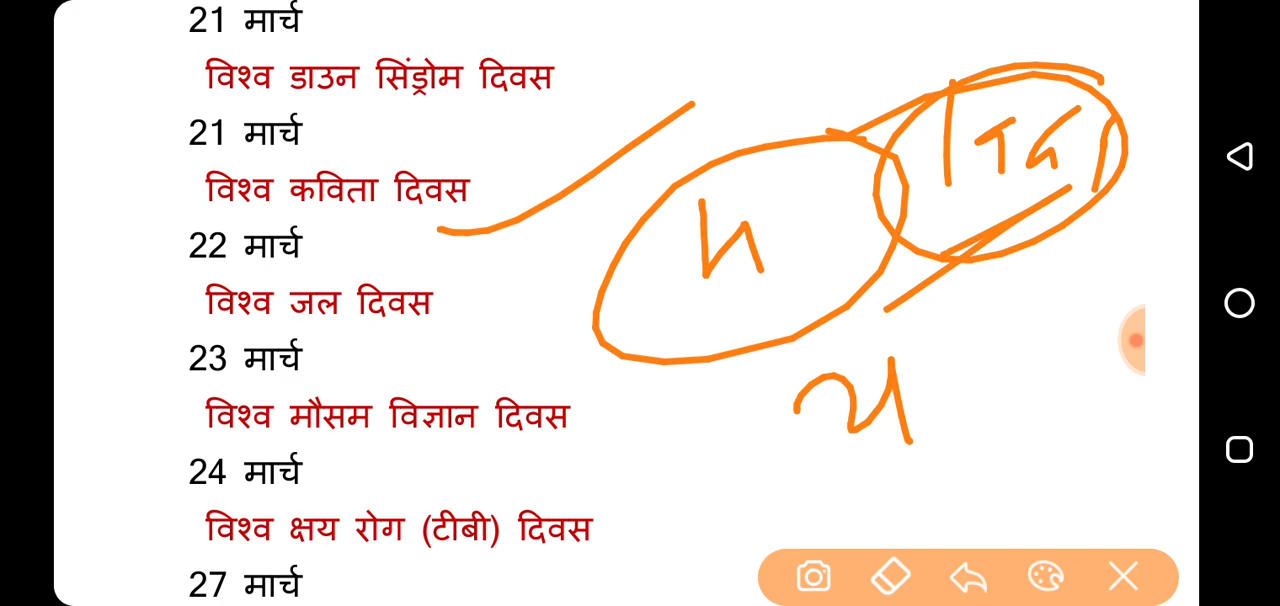 21 मार्च
विश्व डाउन सिंड्रोम दिवस
21 मार्च
विश्व कविता दिवस
22 मार्च
विश्व जल दिवस
23 मार्च
विश्व मौसम विज्ञान दिवस
24 मार्च
विश्व क्षय रोग (टीबी) दिवस
27 मार्च